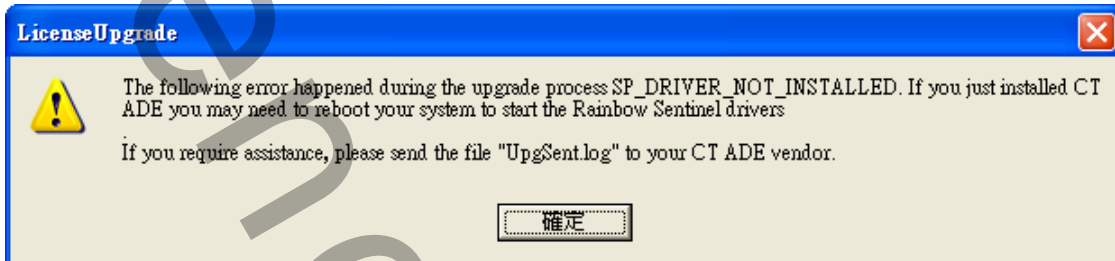 LicenseUpgrade
The following error happened during the upgrade process SP_DRIVER_NOT_INSTALLED. If you just installed CT
ADE you may need to reboot your system to start the Rainbow Sentinel drivers
.
If you require assistance, please send the file "UpgSent.log" to your CT ADE vendor.
確定